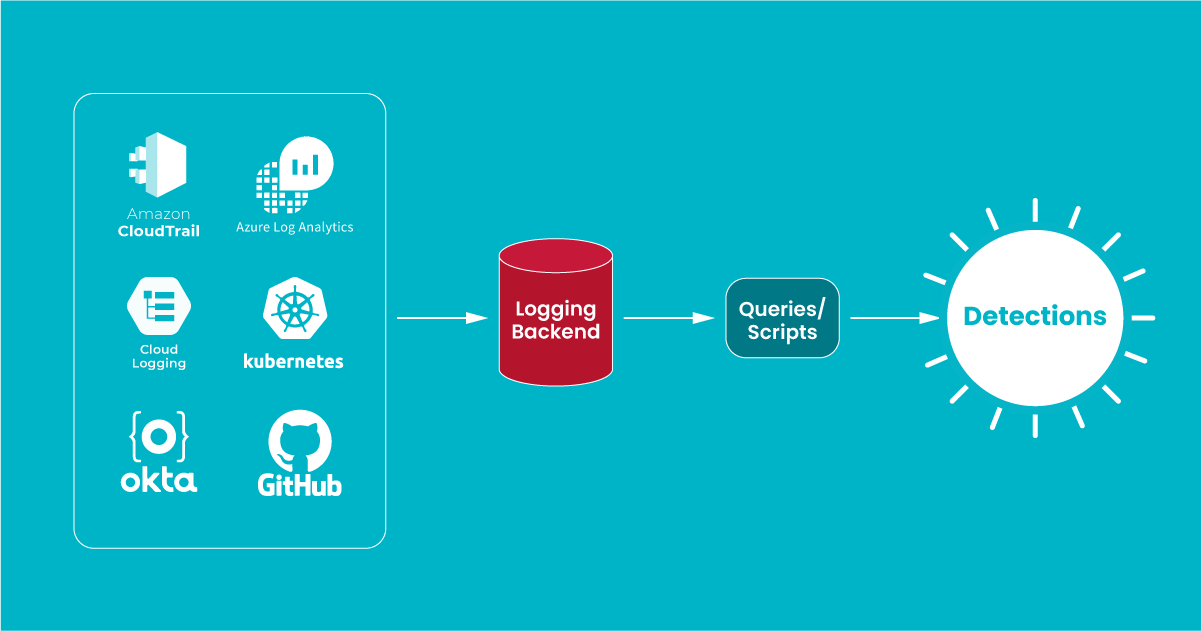 Amazon
CloudTrail
Azure Log Analytics
Cloud
Logging
kubernetes
{o}
okta
GitHub
Logging
Backend
Queries/
Scripts
Detections